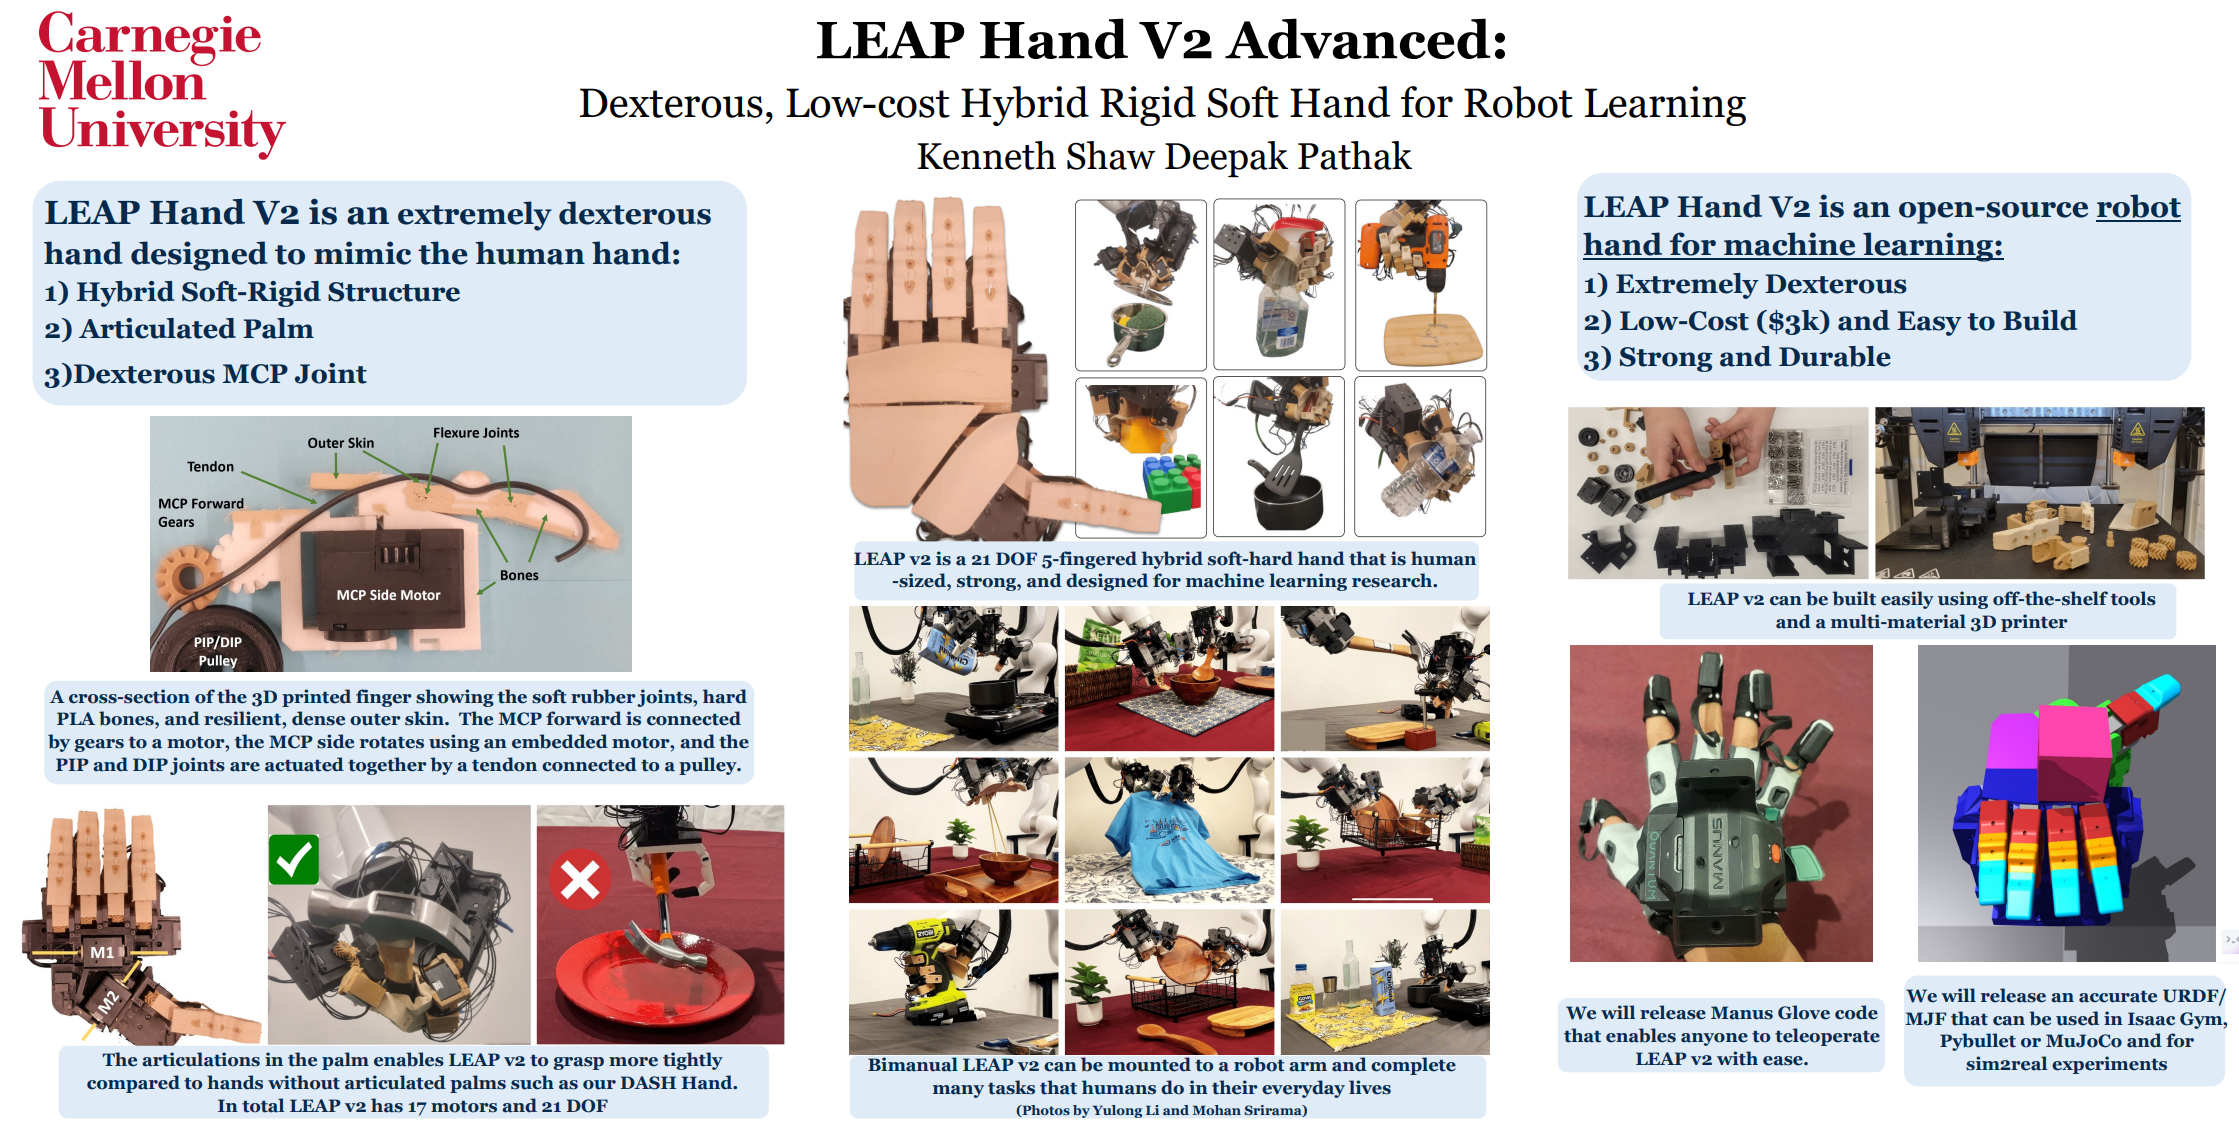 Carnegie
Mellon
University
LEAP Hand V2 Advanced:
Dexterous, Low-cost Hybrid Rigid Soft Hand for Robot Learning
Kenneth Shaw Deepak Pathak
LEAP Hand V2 is an extremely dexterous
hand designed to mimic the human hand:
1) Hybrid Soft-Rigid Structure
2) Articulated Palm
3)Dexterous MCP Joint
Outer Skin
Flexure Joints
Tendon
MCP Forward
Gears
Bones
MCP Side Motor
PIP/DIP
Pulley
A cross-section of the 3D printed finger showing the soft rubber joints, hard
PLA bones, and resilient, dense outer skin. The MCP forward is connected
by gears to a motor, the MCP side rotates using an embedded motor, and the
PIP and DIP joints are actuated together by a tendon connected to a pulley.
M1
M2
The articulations in the palm enables LEAP v2 to grasp more tightly
compared to hands without articulated palms such as our DASH Hand.
In total LEAP v2 has 17 motors and 21 DOF
LEAP v2 is a 21 DOF 5-fingered hybrid soft-hard hand that is human
-sized, strong, and designed for machine learning research.
RYOBI
Bimanual LEAP v2 can be mounted to a robot arm and complete
many tasks that humans do in their everyday lives
(Photos by Yulong Li and Mohan Srirama)
LEAP Hand V2 is an open-source robot
hand for machine learning:
1) Extremely Dexterous
2) Low-Cost ($3k) and Easy to Build
3) Strong and Durable
LEAP v2 can be built easily using off-the-shelf tools
and a multi-material 3D printer
MANUS
QUANTUM
We will release Manus Glove code
that enables anyone to teleoperate
LEAP v2 with ease.
We will release an accurate URDF/
MJF that can be used in Isaac Gym,
Pybullet or MuJoCo and for
sim2real experiments